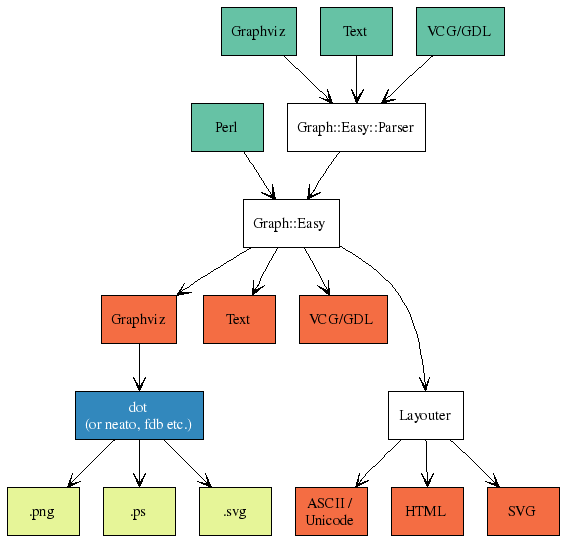 Graphviz
Text
VCG/GDL
Perl
Graph::Easy::Parser
Graph::Easy
Graphviz
Text
VCG/GDL
dot
(or neato, fdb etc.)
Layouter
.png
.ps
.svg
ASCII /
Unicode
HTML
SVG